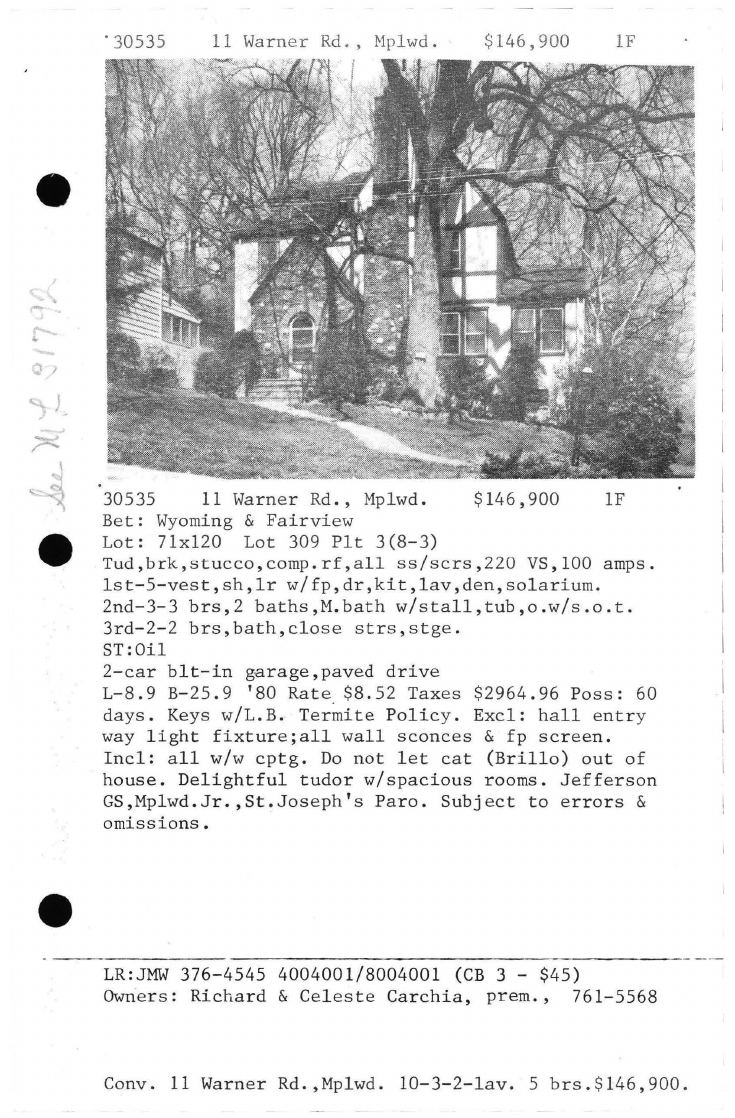 30535 11 Warner Rd., Mplwd. $146,900 1F
See ML 31792
30535 11 Warner Rd., Mplwd. $146,900 1F
Bet: Wyoming & Fairview
Lot: 71x120 Lot 309 Plt 3(8-3)
Tud,brk,stucco,comp.rf,all ss/scrs,220 VS,100 amps.
1st-5-vest,sh,lr w/fp,dr,kit,lav,den,solarium.
2nd-3-3 brs,2 baths,M.bath w/stall,tub,o.w/s.o.t.
3rd-2-2 brs,bath,close strs,stge.
ST:Oil
2-car blt-in garage,paved drive
L-8.9 B-25.9 '80 Rate $8.52 Taxes $2964.96 Poss: 60
days. Keys w/L.B. Termite Policy. Excl: hall entry
way light fixture;all wall sconces & fp screen.
Incl: all w/w cptg. Do not let cat (Brillo) out of
house. Delightful tudor w/spacious rooms. Jefferson
GS,Mplwd.Jr.,St.Joseph's Paro. Subject to errors &
omissions.
LR:JMW 376-4545 4004001/8004001 (CB 3 - $45)
Owners: Richard & Celeste Carchia, prem., 761-5568
Conv. 11 Warner Rd.,Mplwd. 10-3-2-lav. 5 brs.$146,900.